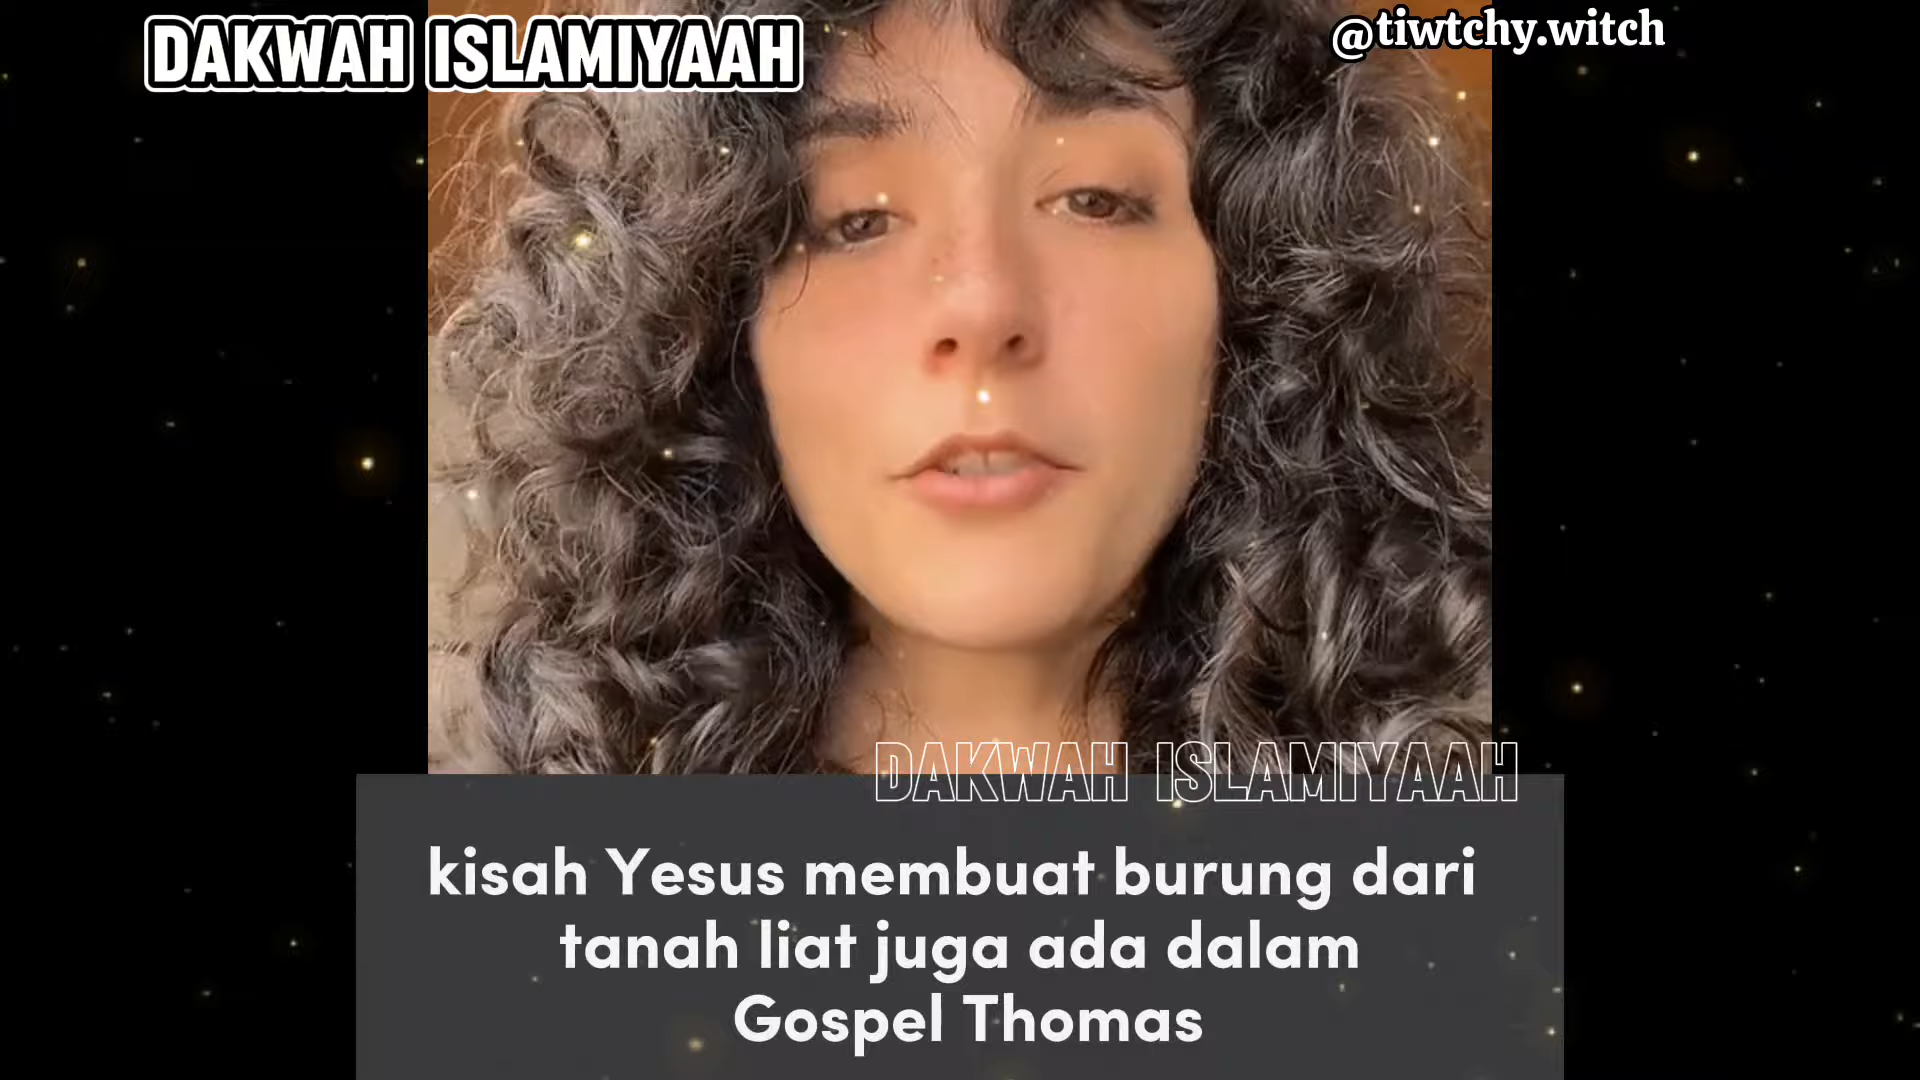 DAKWAH ISLAMIYAAH
@tiwtchy.witch
DAKWAH ISLAMIYAAH
kisah Yesus membuat burung dari
tanah liat juga ada dalam
Gospel Thomas